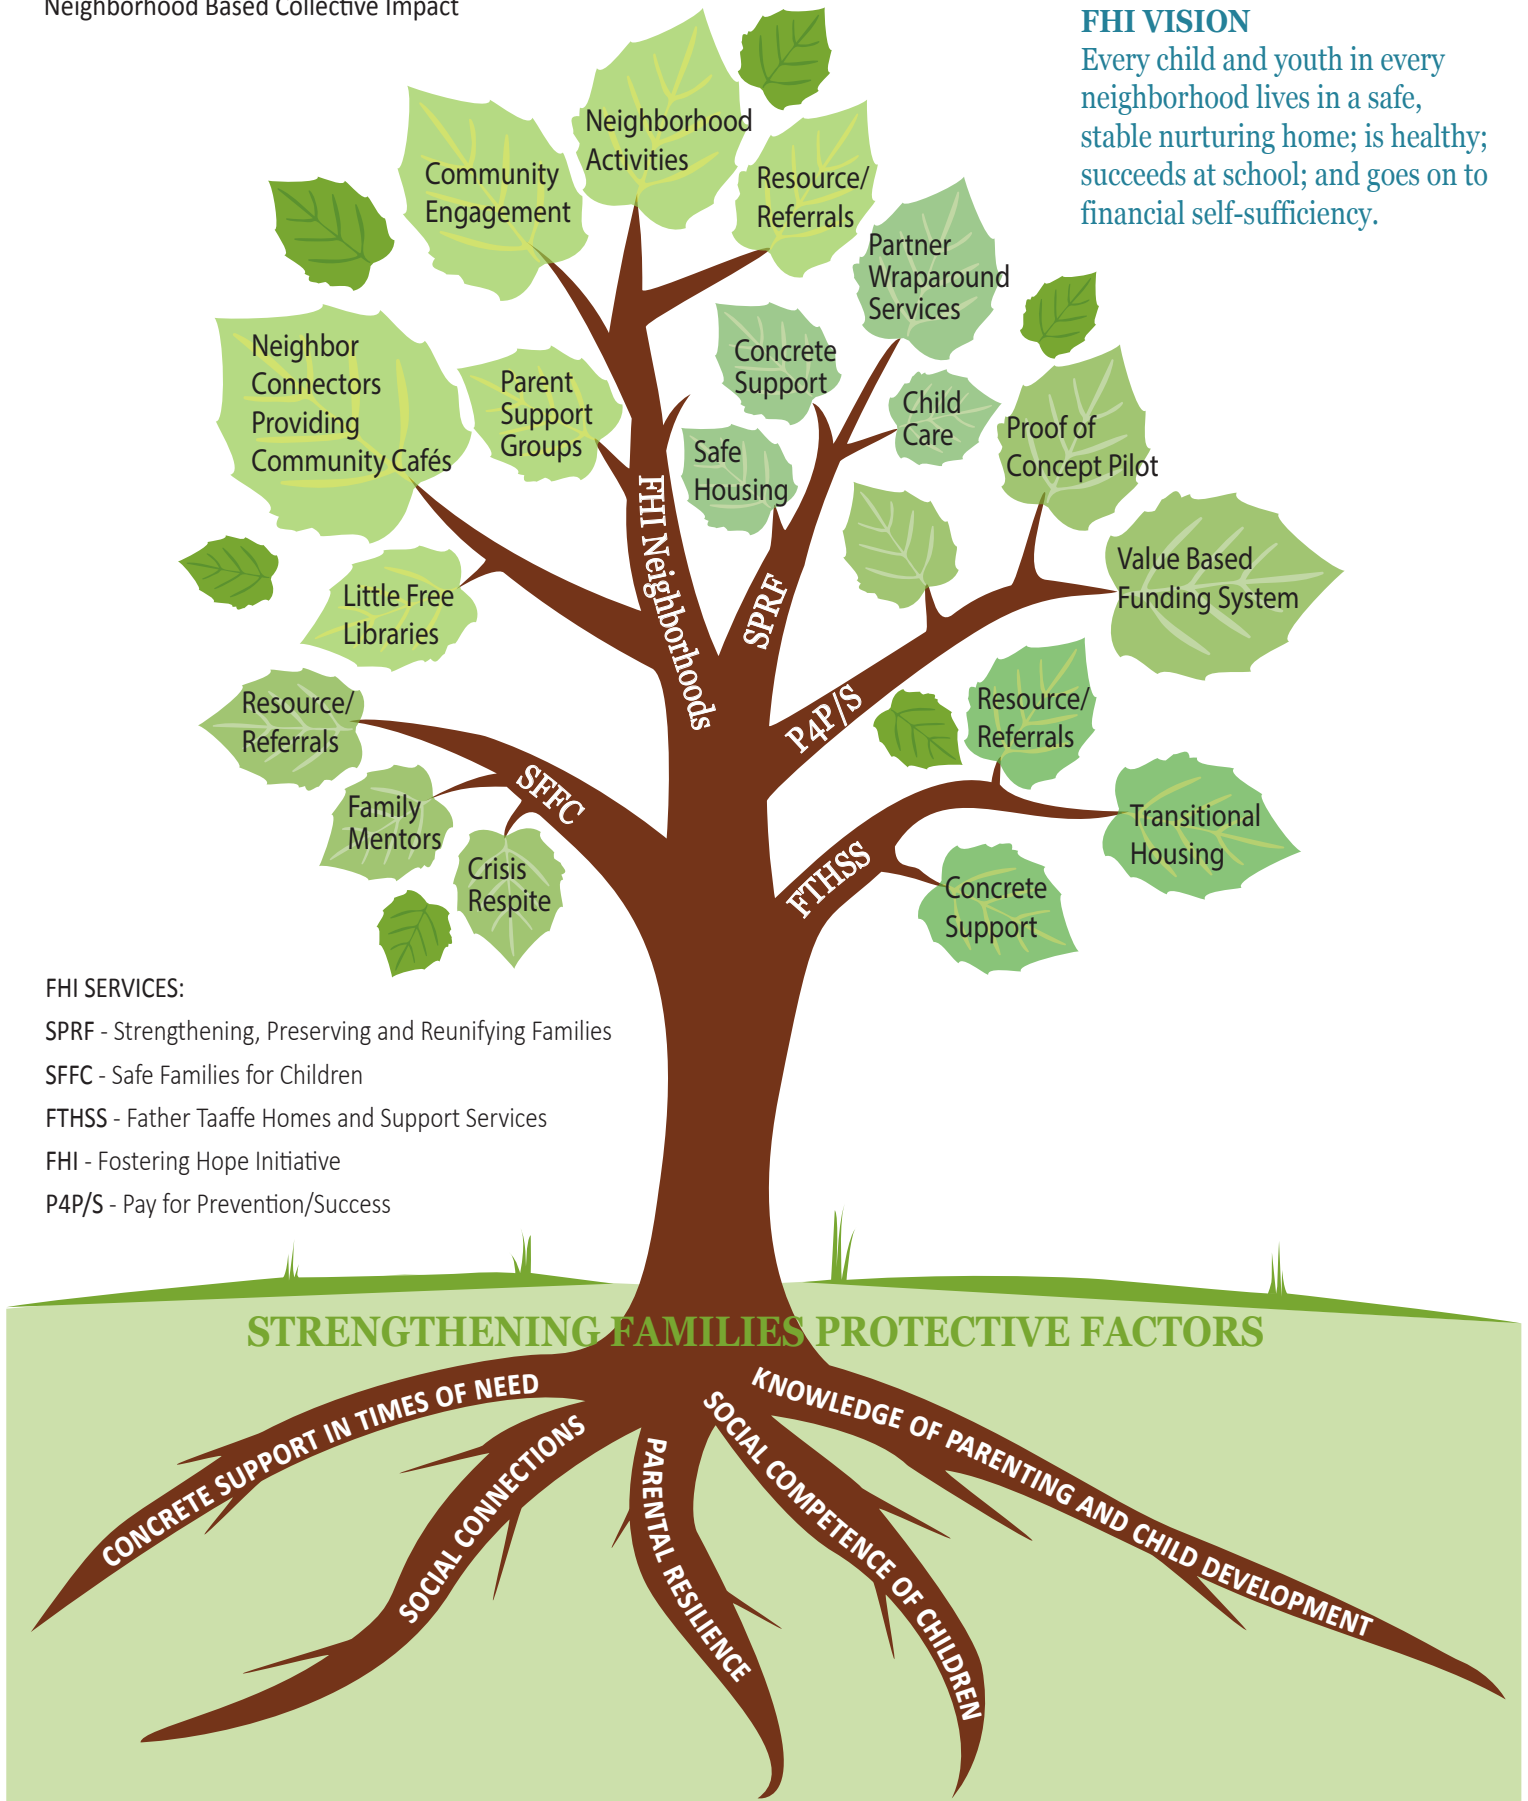 Neighborhood Based Collective Impact
FHI VISION
Every child and youth in every
neighborhood lives in a safe,
stable nurturing home; is healthy;
succeeds at school; and goes on to
financial self-sufficiency.
Neighborhood
Activities
Community
Engagement
Resource/
Referrals
Partner
Wraparound
Services
Neighbor
Connectors
Providing
Community Cafés
Parent
Support
Groups
Concrete
Support
Child
Care
Safe
Housing
Proof of
Concept Pilot
Value Based
Funding System
Little Free
Libraries
FHI Neighborhoods
SPRF
P4P/S
Resource/
Referrals
Family
Mentors
Crisis
Respite
SFFC
Resource/
Referrals
Transitional
Housing
Concrete
Support
FTHSS
FHI SERVICES:
SPRF - Strengthening, Preserving and Reunifying Families
SFFC - Safe Families for Children
FTHSS - Father Taaffe Homes and Support Services
FHI - Fostering Hope Initiative
P4P/S - Pay for Prevention/Success
STRENGTHENING FAMILIES PROTECTIVE FACTORS
CONCRETE SUPPORT IN TIMES OF NEED
SOCIAL CONNECTIONS
PARENTAL RESILIENCE
SOCIAL COMPETENCE OF CHILDREN
KNOWLEDGE OF PARENTING AND CHILD DEVELOPMENT